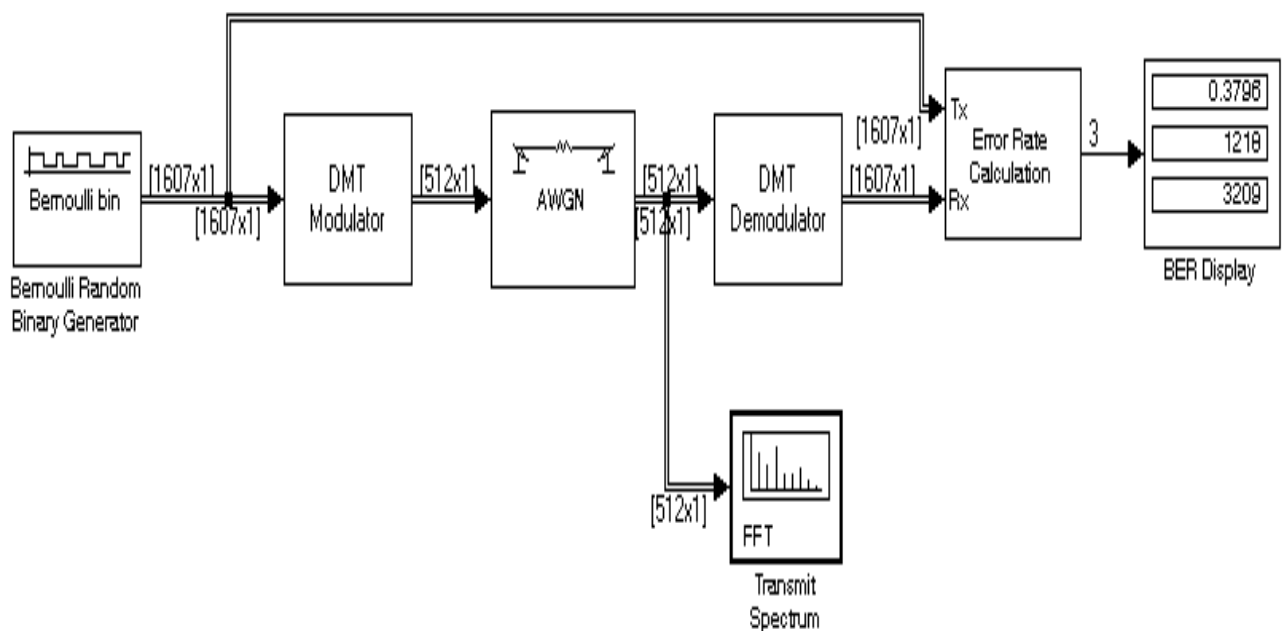 Bernoulli bin
Bernoulli Random
Binary Generator
[1607x1]
[1607x1]
DMT
Modulator
[512x1]
AWGN
[512x1]
[512x1]
DMT
Demodulator
[1607x1]
[1607x1]
Tx
Rx
Error Rate
Calculation
3
0.3796
1218
3209
BER Display
[512x1]
FFT
Transmit
Spectrum